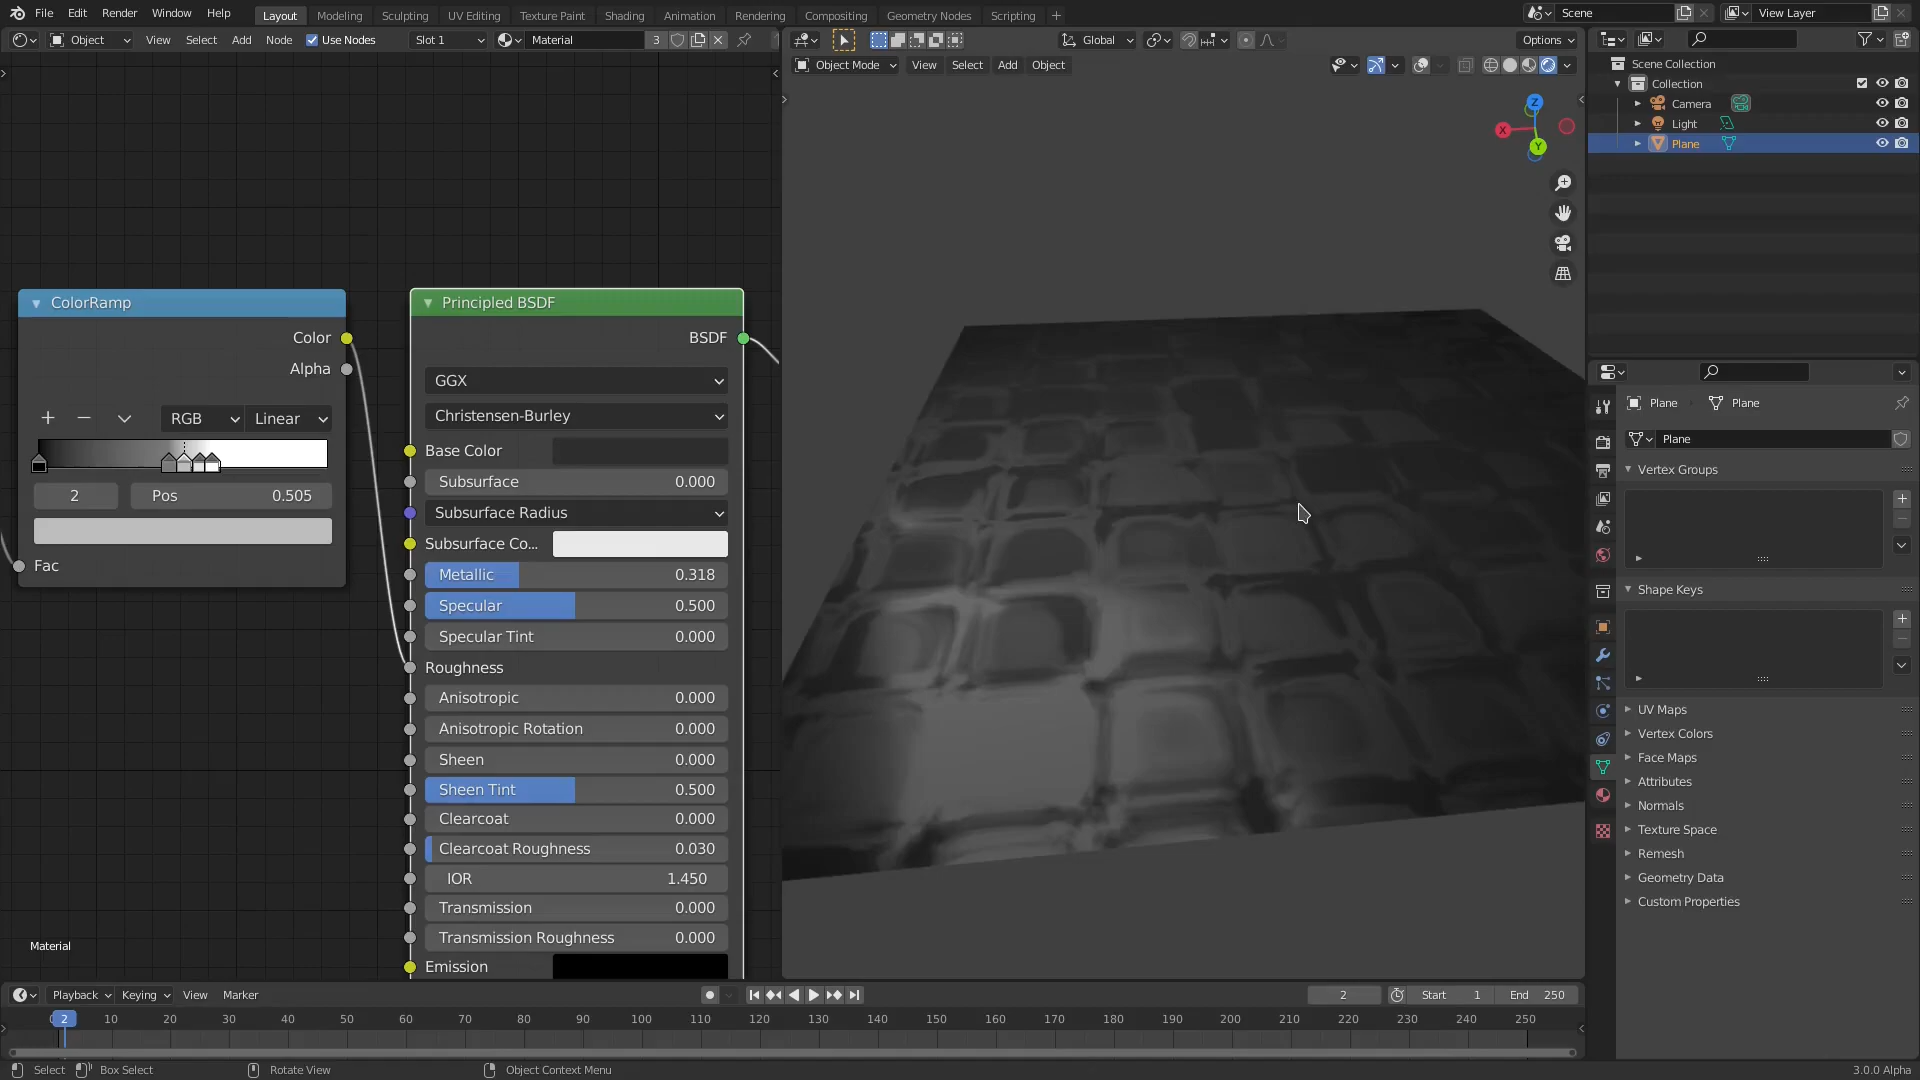 File Edit Render Window Help Layout Modeling Sculpting UV Editing Texture Paint Shading Animation Rendering Compositing Geometry Nodes Scripting + Scene View Layer
Object View Select Add Node Use Nodes Slot 1 Material 3 Global Options
Object Mode View Select Add Object
Scene Collection
Collection
Camera
Light
Plane
Z
X
Y
ColorRamp
Color
Alpha
RGB Linear
2 Pos 0.505
Fac
Principled BSDF
BSDF
GGX
Christensen-Burley
Base Color
Subsurface 0.000
Subsurface Radius
Subsurface Co...
Metallic 0.318
Specular 0.500
Specular Tint 0.000
Roughness
Anisotropic 0.000
Anisotropic Rotation 0.000
Sheen 0.000
Sheen Tint 0.500
Clearcoat 0.000
Clearcoat Roughness 0.030
IOR 1.450
Transmission 0.000
Transmission Roughness 0.000
Emission
Material
Plane Plane
Plane
Vertex Groups
Shape Keys
UV Maps
Vertex Colors
Face Maps
Attributes
Normals
Texture Space
Remesh
Geometry Data
Custom Properties
Playback Keying View Marker 2 Start 1 End 250
2 10 20 30 40 50 60 70 80 90 100 110 120 130 140 150 160 170 180 190 200 210 220 230 240 250
Select Box Select Rotate View Object Context Menu 3.0.0 Alpha